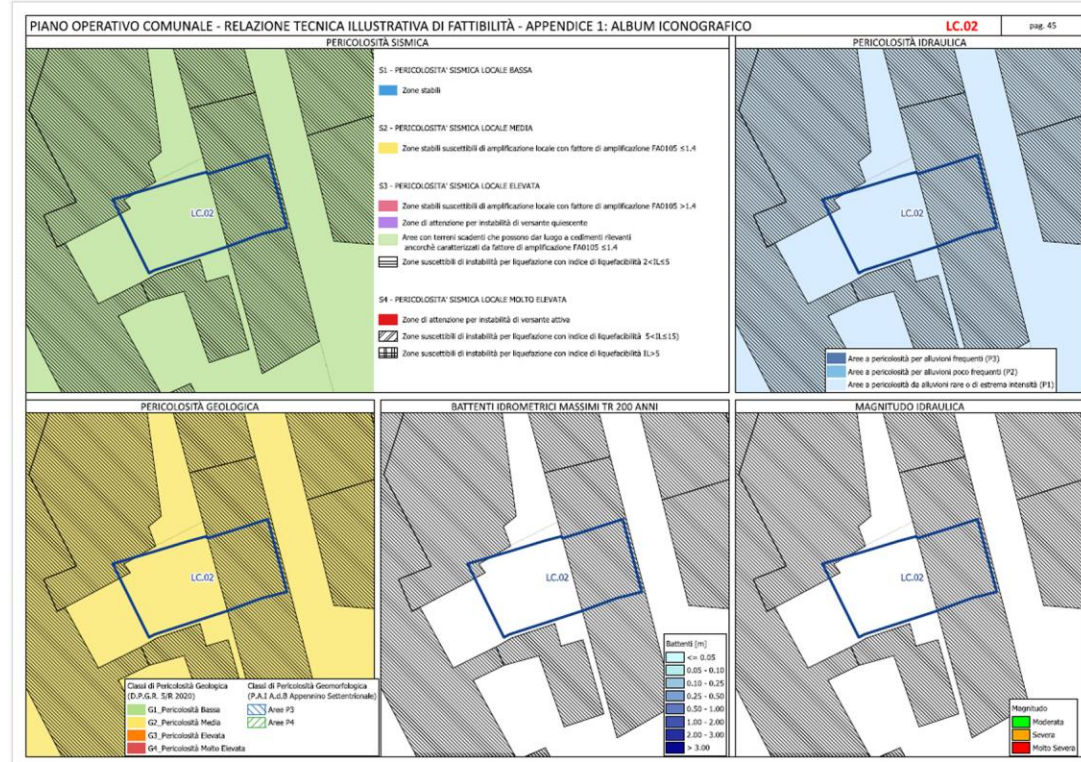 PIANO OPERATIVO COMUNALE - RELAZIONE TECNICA ILLUSTRATIVA DI FATTIBILITÀ - APPENDICE 1: ALBUM ICONOGRAFICO
LC.02
pag. 45
PERICOLOSITÀ SISMICA
LC.02
S1 - PERICOLOSITA' SISMICA LOCALE BASSA
Zone stabili
S2 - PERICOLOSITA' SISMICA LOCALE MEDIA
Zone stabili suscettibili di amplificazione locale con fattore di amplificazione FA0105 ≤1.4
S3 - PERICOLOSITA' SISMICA LOCALE ELEVATA
Zone stabili suscettibili di amplificazione locale con fattore di amplificazione FA0105 >1.4
Zone di attenzione per instabilità di versante quiescente
Aree con terreni scadenti che possono dar luogo a cedimenti rilevanti
ancorchè caratterizzati da fattore di amplificazione FA0105 ≤1.4
Zone suscettibili di instabilità per liquefazione con indice di liquefacibilità 2<IL≤5
S4 - PERICOLOSITA' SISMICA LOCALE MOLTO ELEVATA
Zone di attenzione per instabilità di versante attiva
Zone suscettibili di instabilità per liquefazione con indice di liquefacibilità 5<IL≤15)
Zone suscettibili di instabilità per liquefazione con indice di liquefacibilità IL>5
PERICOLOSITÀ IDRAULICA
LC.02
Aree a pericolosità per alluvioni frequenti (P3)
Aree a pericolosità per alluvioni poco frequenti (P2)
Aree a pericolosità da alluvioni rare o di estrema intensità (P1)
PERICOLOSITÀ GEOLOGICA
LC.02
Classi di Pericolosità Geologica
(D.P.G.R. 5/R 2020)
G1_Pericolosità Bassa
G2_Pericolosità Media
G3_Pericolosità Elevata
G4_Pericolosità Molto Elevata
Classi di Pericolosità Geomorfologica
(P.A.I A.d.B Appennino Settentrionale)
Aree P3
Aree P4
BATTENTI IDROMETRICI MASSIMI TR 200 ANNI
LC.02
Battenti [m]
<= 0.05
0.05 - 0.10
0.10 - 0.25
0.25 - 0.50
0.50 - 1.00
1.00 - 2.00
2.00 - 3.00
> 3.00
MAGNITUDO IDRAULICA
LC.02
Magnitudo
Moderata
Severa
Molto Severa